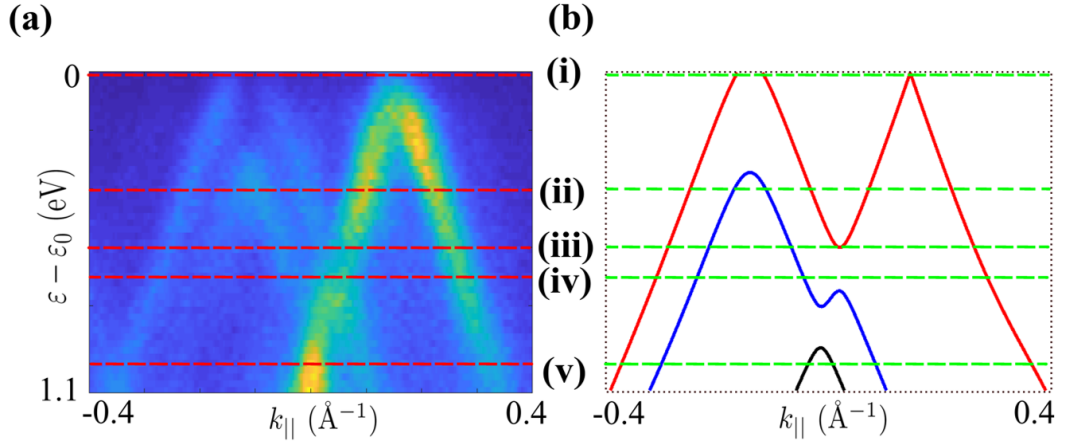 (a)
(b)
0
ε − ε₀ (eV)
1.1
-0.4
k|| (Å⁻¹)
0.4
(i)
(ii)
(iii)
(iv)
(v)
-0.4
k|| (Å⁻¹)
0.4